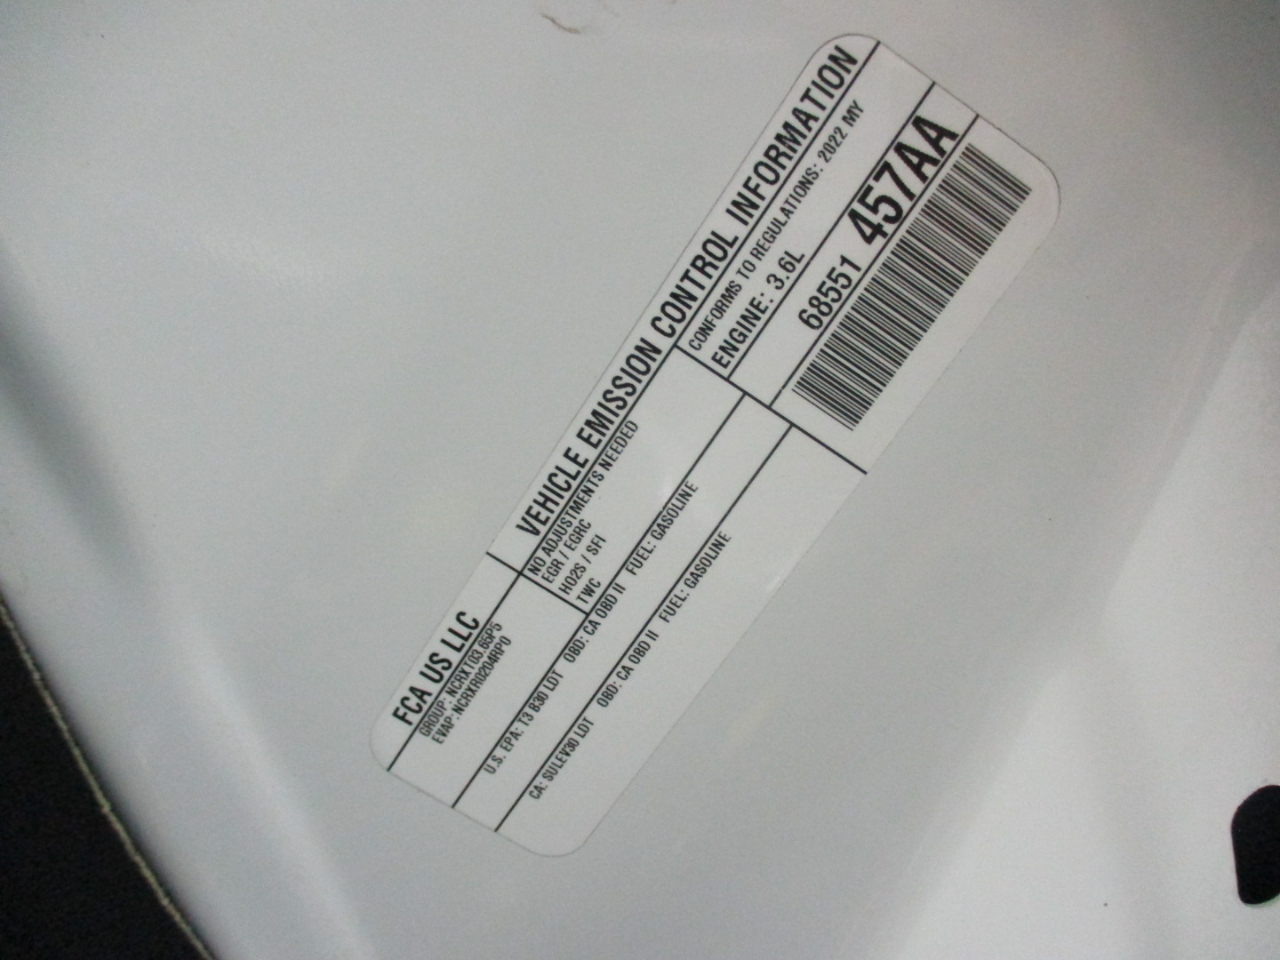 FCA US LLC
VEHICLE EMISSION CONTROL INFORMATION
GROUP: NCRXT03.65P5
EVAP: NCRXR0204RP0
NO ADJUSTMENTS NEEDED
EGR / EGRC
HO2S / SFI
TWC
CONFORMS TO REGULATIONS: 2022 MY
ENGINE: 3.6L
U.S. EPA: T3 B30 LDT OBD: CA OBD II FUEL: GASOLINE
CA: SULEV30 LDT OBD: CA OBD II FUEL: GASOLINE
68551 457AA